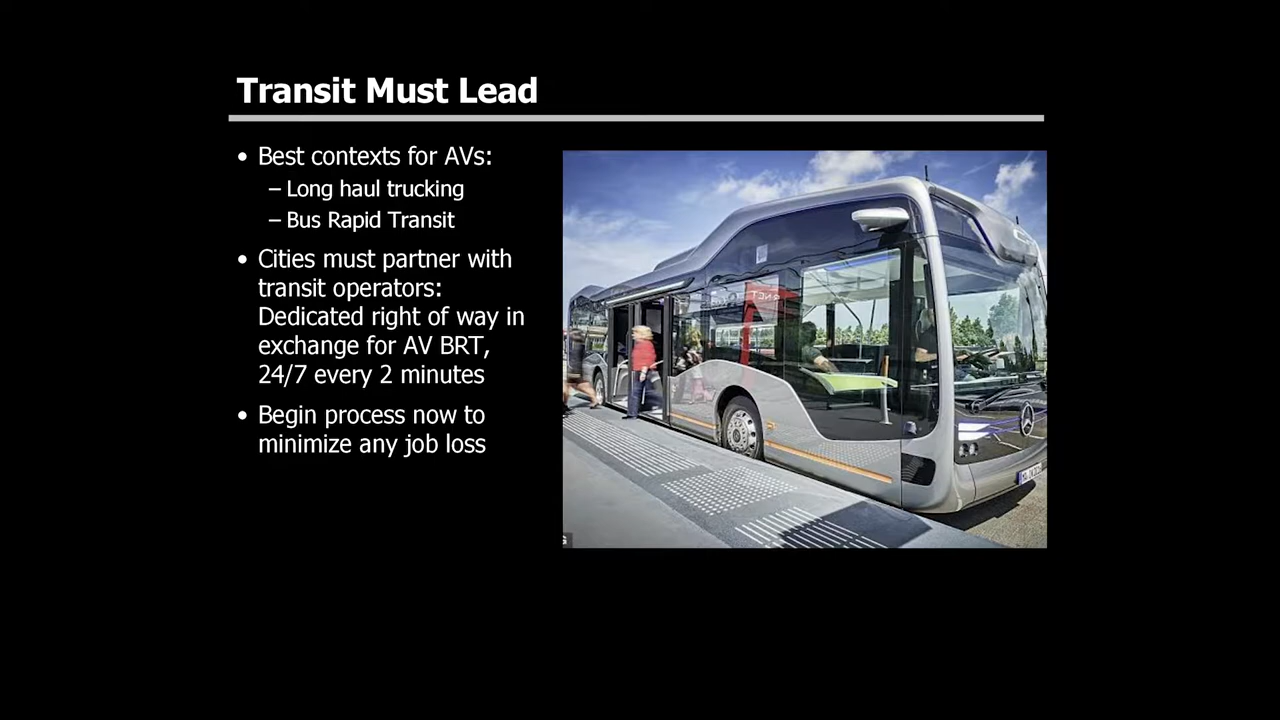 Transit Must Lead
• Best contexts for AVs:
– Long haul trucking
– Bus Rapid Transit
• Cities must partner with
transit operators:
Dedicated right of way in
exchange for AV BRT,
24/7 every 2 minutes
• Begin process now to
minimize any job loss